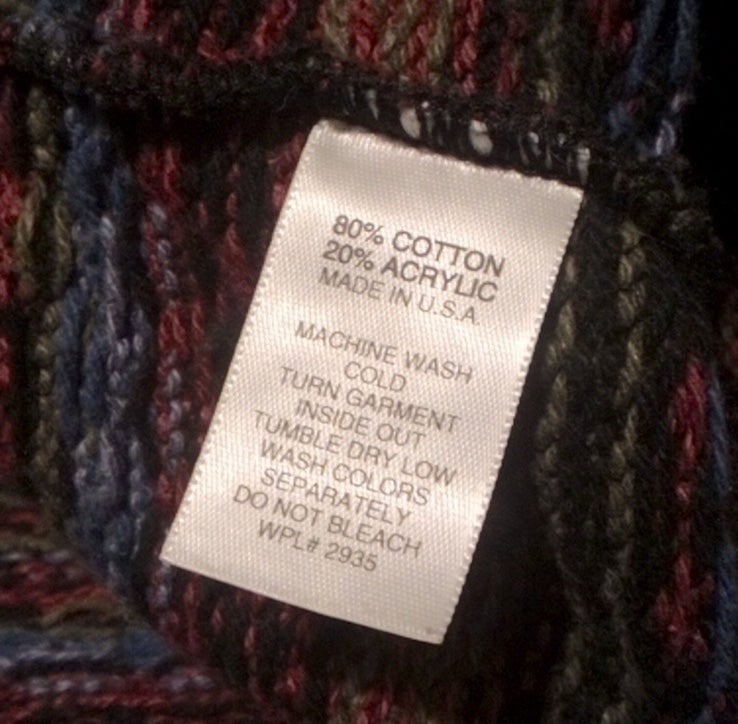 80% COTTON
20% ACRYLIC
MADE IN U.S.A.
MACHINE WASH
COLD
TURN GARMENT
INSIDE OUT
TUMBLE DRY LOW
WASH COLORS
SEPARATELY
DO NOT BLEACH
WPL# 2935